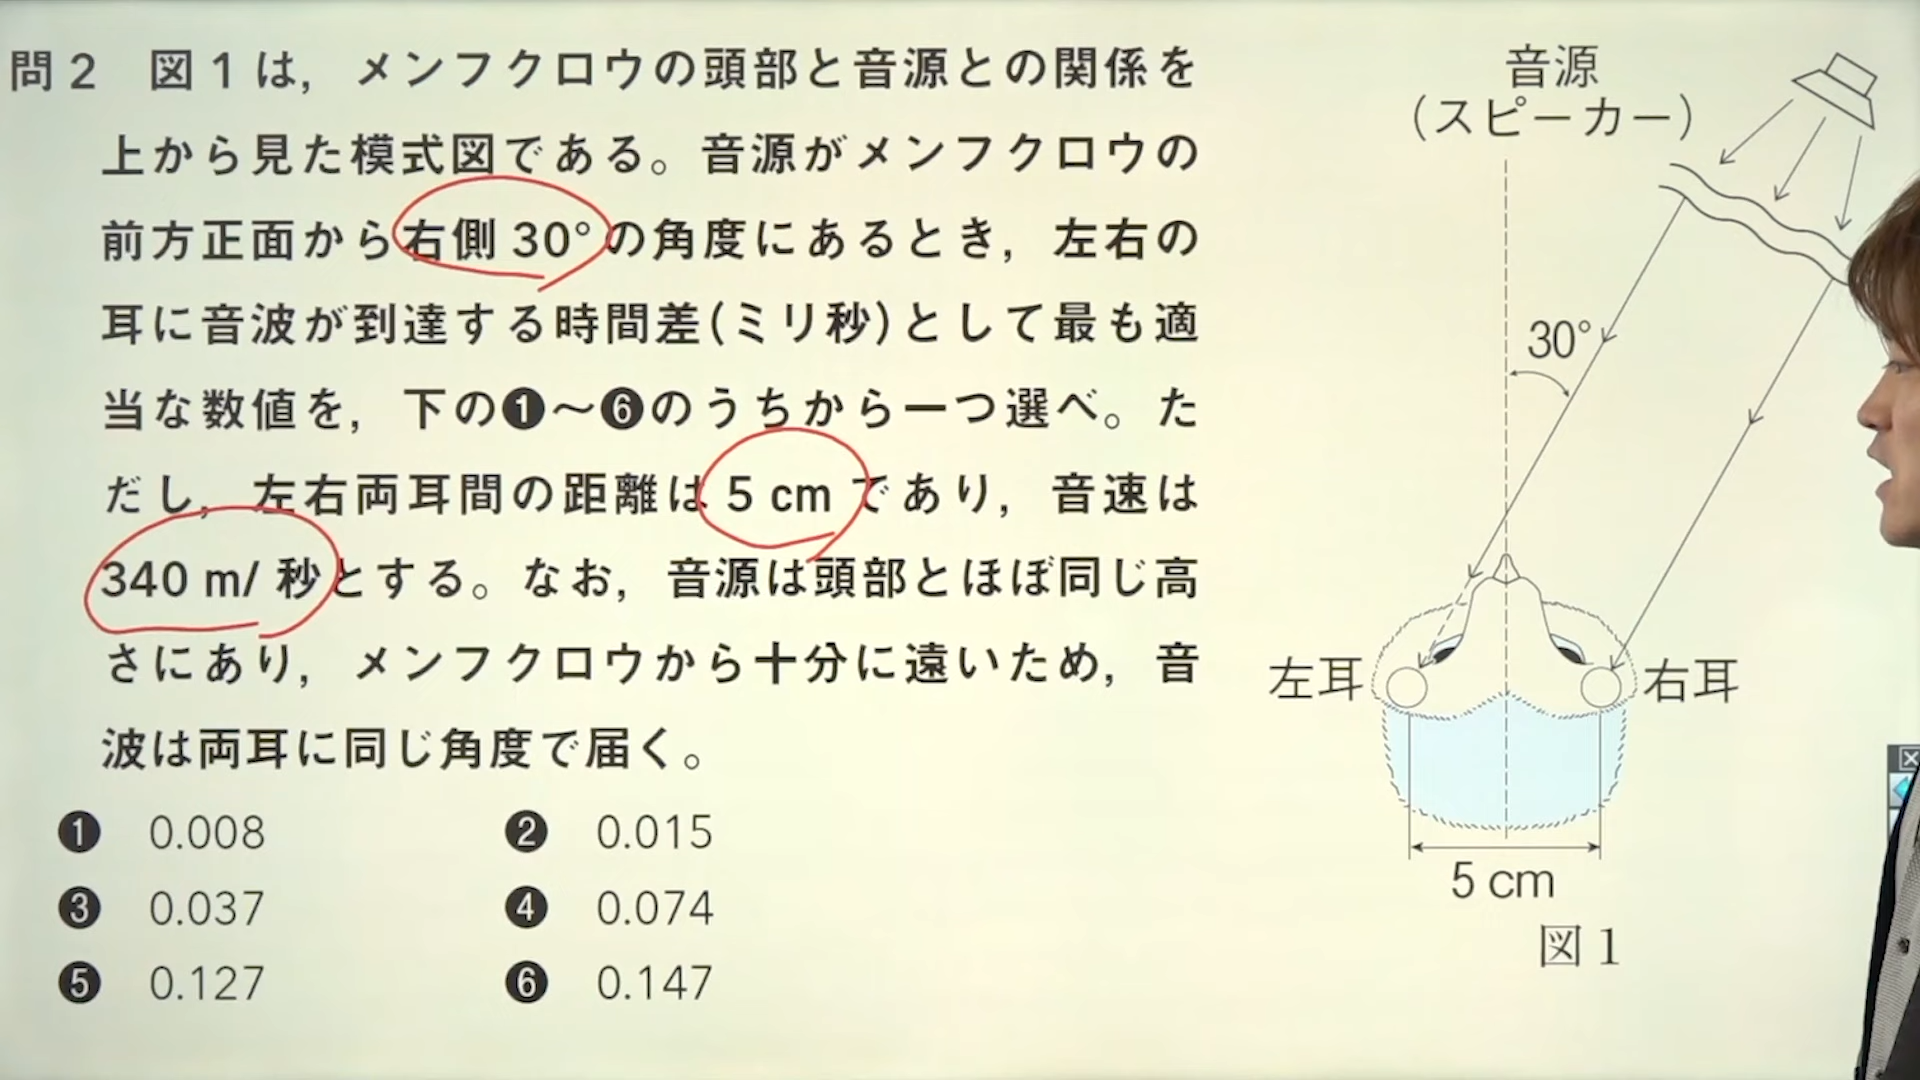 問2 図1は，メンフクロウの頭部と音源との関係を
上から見た模式図である。音源がメンフクロウの
前方正面から右側30°の角度にあるとき，左右の
耳に音波が到達する時間差(ミリ秒)として最も適
当な数値を，下の❶～❻のうちから一つ選べ。た
だし，左右両耳間の距離は5 cmであり，音速は
340 m/秒とする。なお，音源は頭部とほぼ同じ高
さにあり，メンフクロウから十分に遠いため，音
波は両耳に同じ角度で届く。
❶ 0.008 ❷ 0.015
❸ 0.037 ❹ 0.074
❺ 0.127 ❻ 0.147
音源
(スピーカー)
30°
左耳
右耳
5 cm
図1